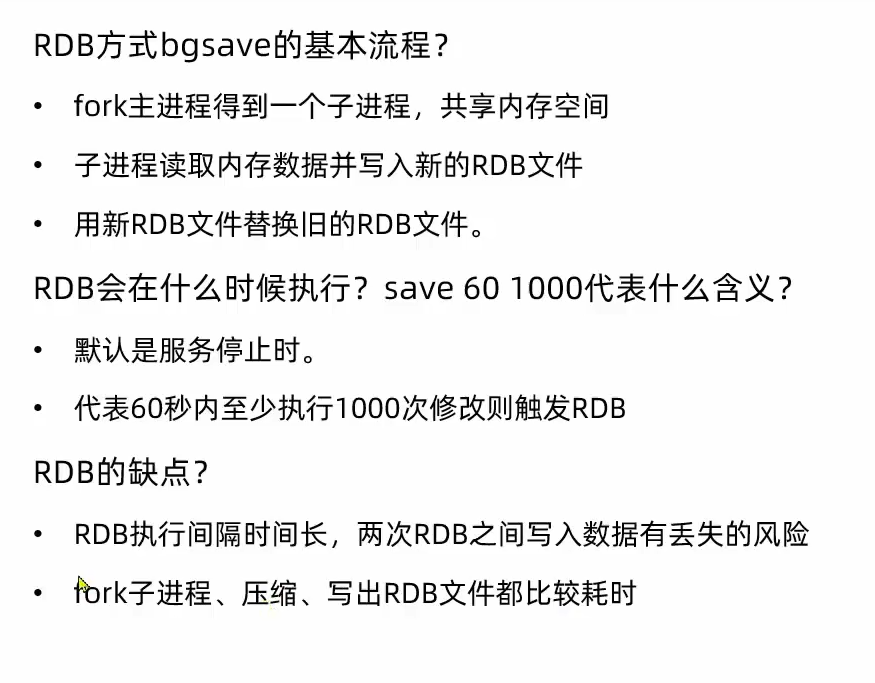 RDB方式bgsave的基本流程？
• fork主进程得到一个子进程，共享内存空间
• 子进程读取内存数据并写入新的RDB文件
• 用新RDB文件替换旧的RDB文件。
RDB会在什么时候执行？save 60 1000代表什么含义？
• 默认是服务停止时。
• 代表60秒内至少执行1000次修改则触发RDB
RDB的缺点？
• RDB执行间隔时间长，两次RDB之间写入数据有丢失的风险
• fork子进程、压缩、写出RDB文件都比较耗时